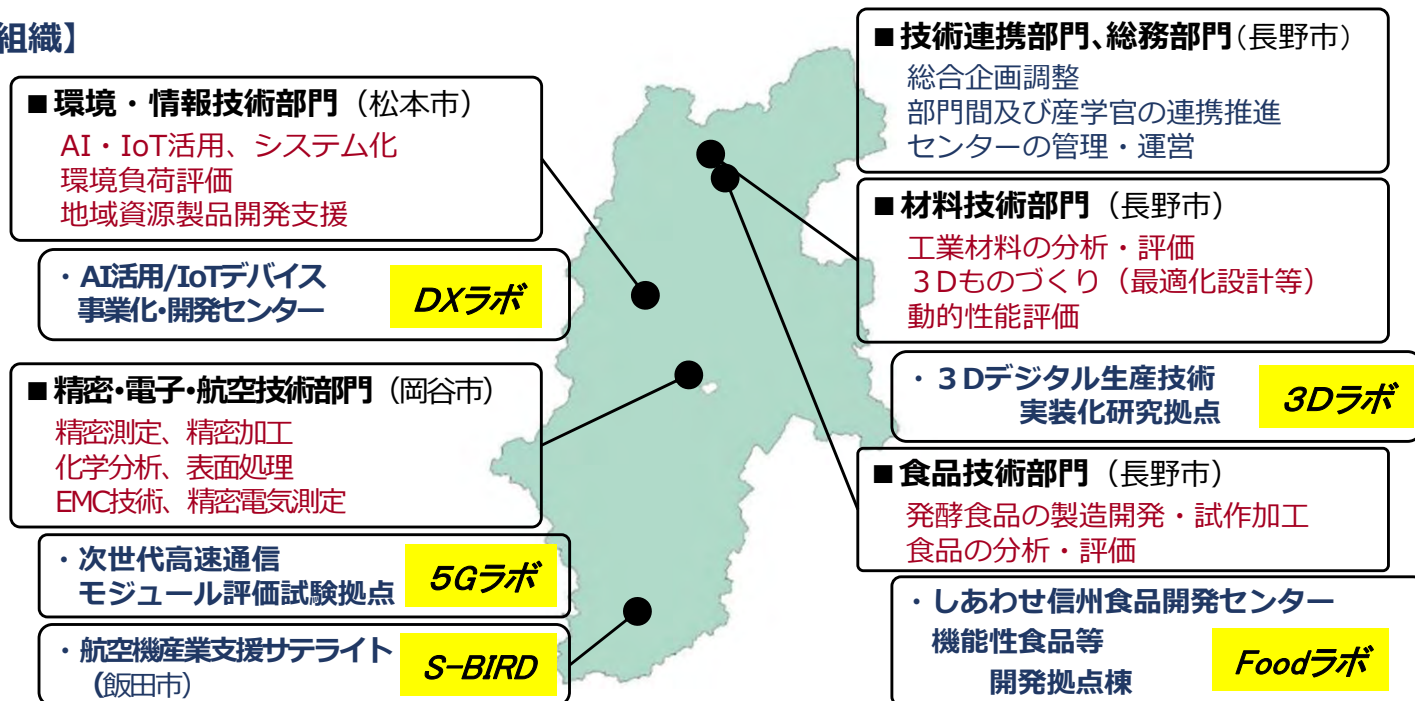 組織】
■環境・情報技術部門（松本市）
AI・IoT活用、システム化
環境負荷評価
地域資源製品開発支援
・AI活用/IoTデバイス
事業化・開発センター
DXラボ
■精密・電子・航空技術部門（岡谷市）
精密測定、精密加工
化学分析、表面処理
EMC技術、精密電気測定
・次世代高速通信
モジュール評価試験拠点
5Gラボ
・航空機産業支援サテライト
（飯田市）
S-BIRD
■技術連携部門、総務部門（長野市）
総合企画調整
部門間及び産学官の連携推進
センターの管理・運営
■材料技術部門（長野市）
工業材料の分析・評価
３Dものづくり（最適化設計等）
動的性能評価
・３Dデジタル生産技術
実装化研究拠点
3Dラボ
■食品技術部門（長野市）
発酵食品の製造開発・試作加工
食品の分析・評価
・しあわせ信州食品開発センター
機能性食品等
開発拠点棟
Foodラボ